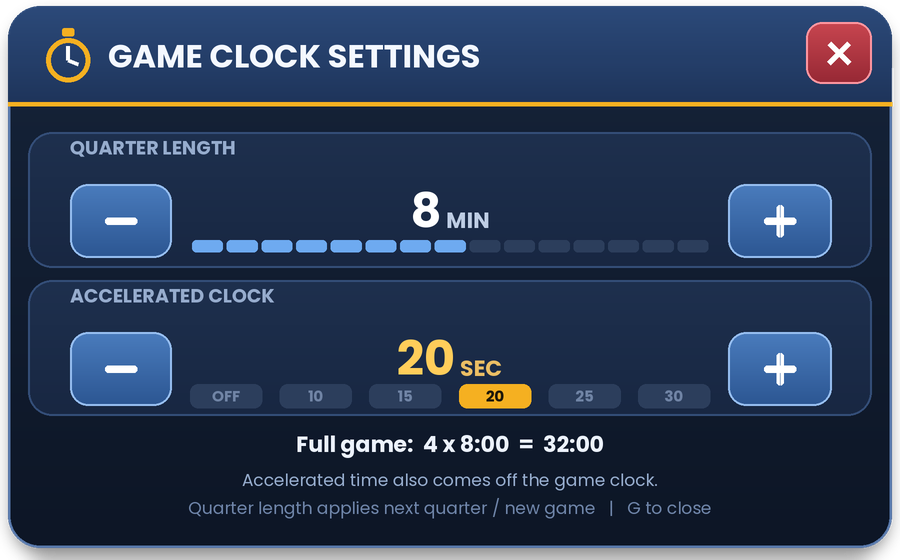 GAME CLOCK SETTINGS
QUARTER LENGTH
8 MIN
ACCELERATED CLOCK
20 SEC
OFF 10 15 20 25 30
Full game: 4 x 8:00 = 32:00
Accelerated time also comes off the game clock.
Quarter length applies next quarter / new game | G to close